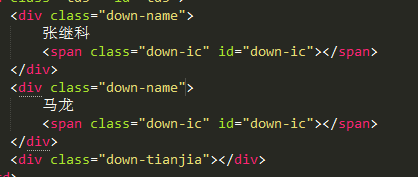 <div class="down-name">
张继科
<span class="down-ic" id="down-ic"></span>
</div>
<div class="down-name">
马龙
<span class="down-ic" id="down-ic"></span>
</div>
<div class="down-tianjia"></div>